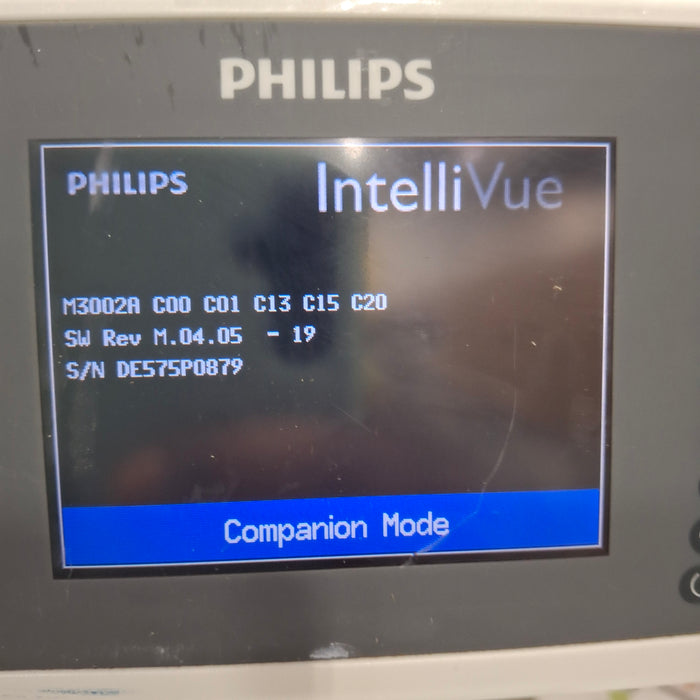 PHILIPS
PHILIPS
IntelliVue
M3002A C00 C01 C13 C15 C20
SW Rev M.04.05 - 19
S/N DE575P0879
Companion Mode